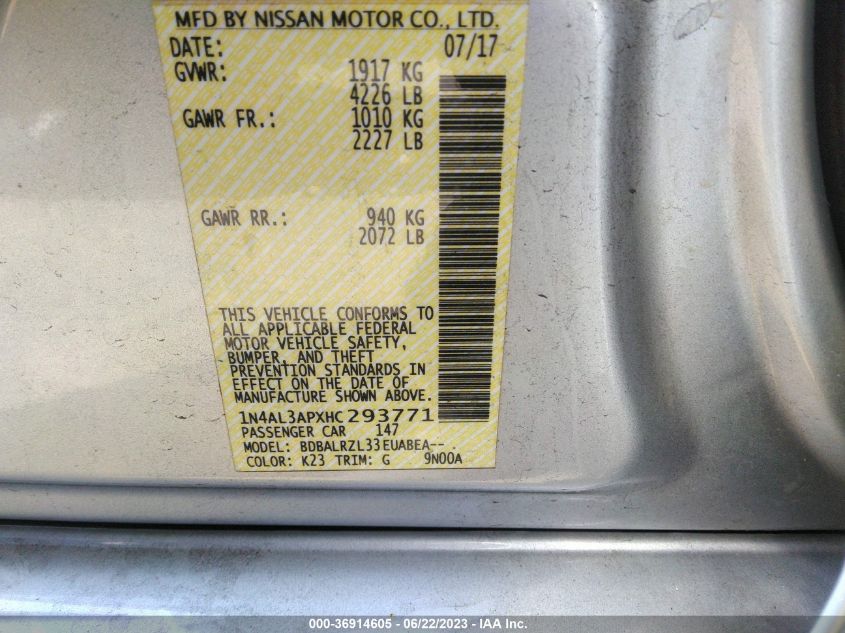 MFD BY NISSAN MOTOR CO., LTD.
DATE: 07/17
GVWR: 1917 KG
4226 LB
GAWR FR.: 1010 KG
2227 LB
GAWR RR.: 940 KG
2072 LB
THIS VEHICLE CONFORMS TO
ALL APPLICABLE FEDERAL
MOTOR VEHICLE SAFETY,
BUMPER, AND THEFT
PREVENTION STANDARDS IN
EFFECT ON THE DATE OF
MANUFACTURE SHOWN ABOVE.
1N4AL3APXHC293771
PASSENGER CAR 147
MODEL: BDBALRZL33EUABEA--
COLOR: K23 TRIM: G 9N00A
000-36914605 - 06/22/2023 - © IAA Inc.